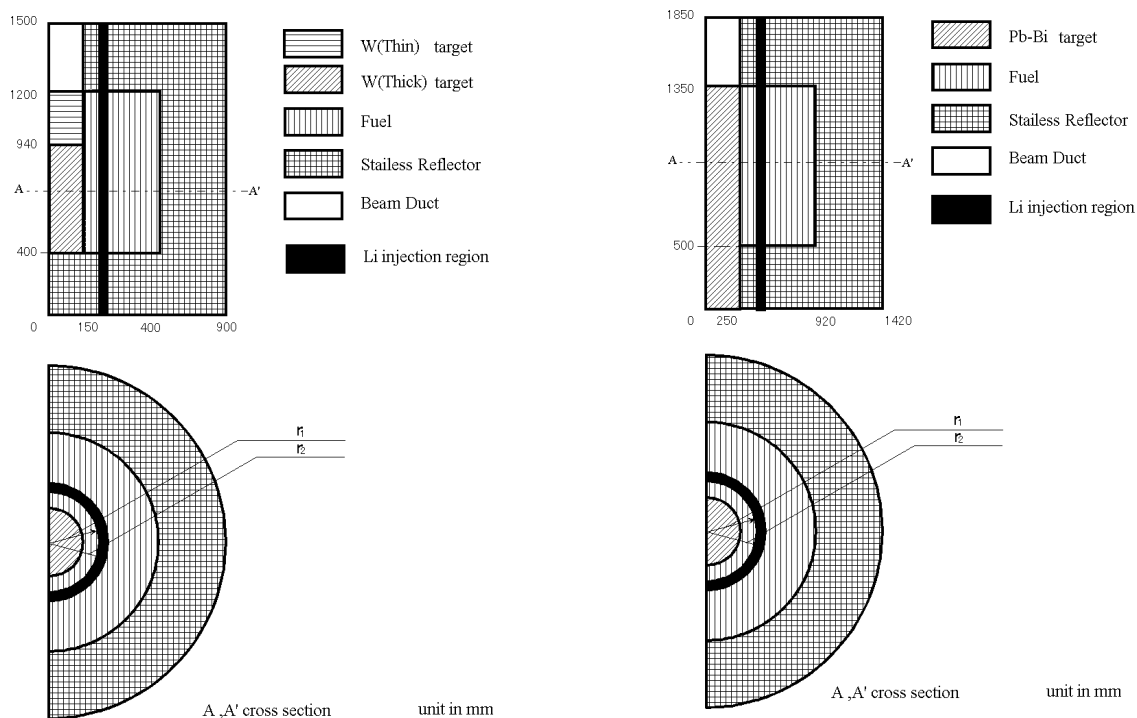 1500
1200
940
A
A'
400
0
150
400
900
W(Thin) target
W(Thick) target
Fuel
Stailess Reflector
Beam Duct
Li injection region
r1
r2
A ,A' cross section
unit in mm
1850
1350
A
A'
500
0
250
920
1420
Pb-Bi target
Fuel
Stailess Reflector
Beam Duct
Li injection region
r1
r2
A ,A' cross section
unit in mm